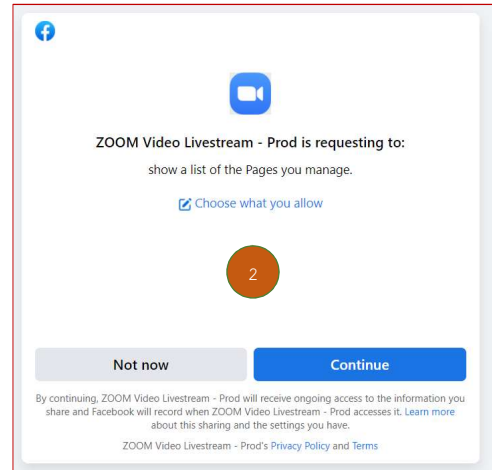 ZOOM Video Livestream - Prod is requesting to:
show a list of the Pages you manage.
Choose what you allow
2
Not now
Continue
By continuing, ZOOM Video Livestream - Prod will receive ongoing access to the information you
share and Facebook will record when ZOOM Video Livestream - Prod accesses it. Learn more
about this sharing and the settings you have.
ZOOM Video Livestream - Prod's Privacy Policy and Terms